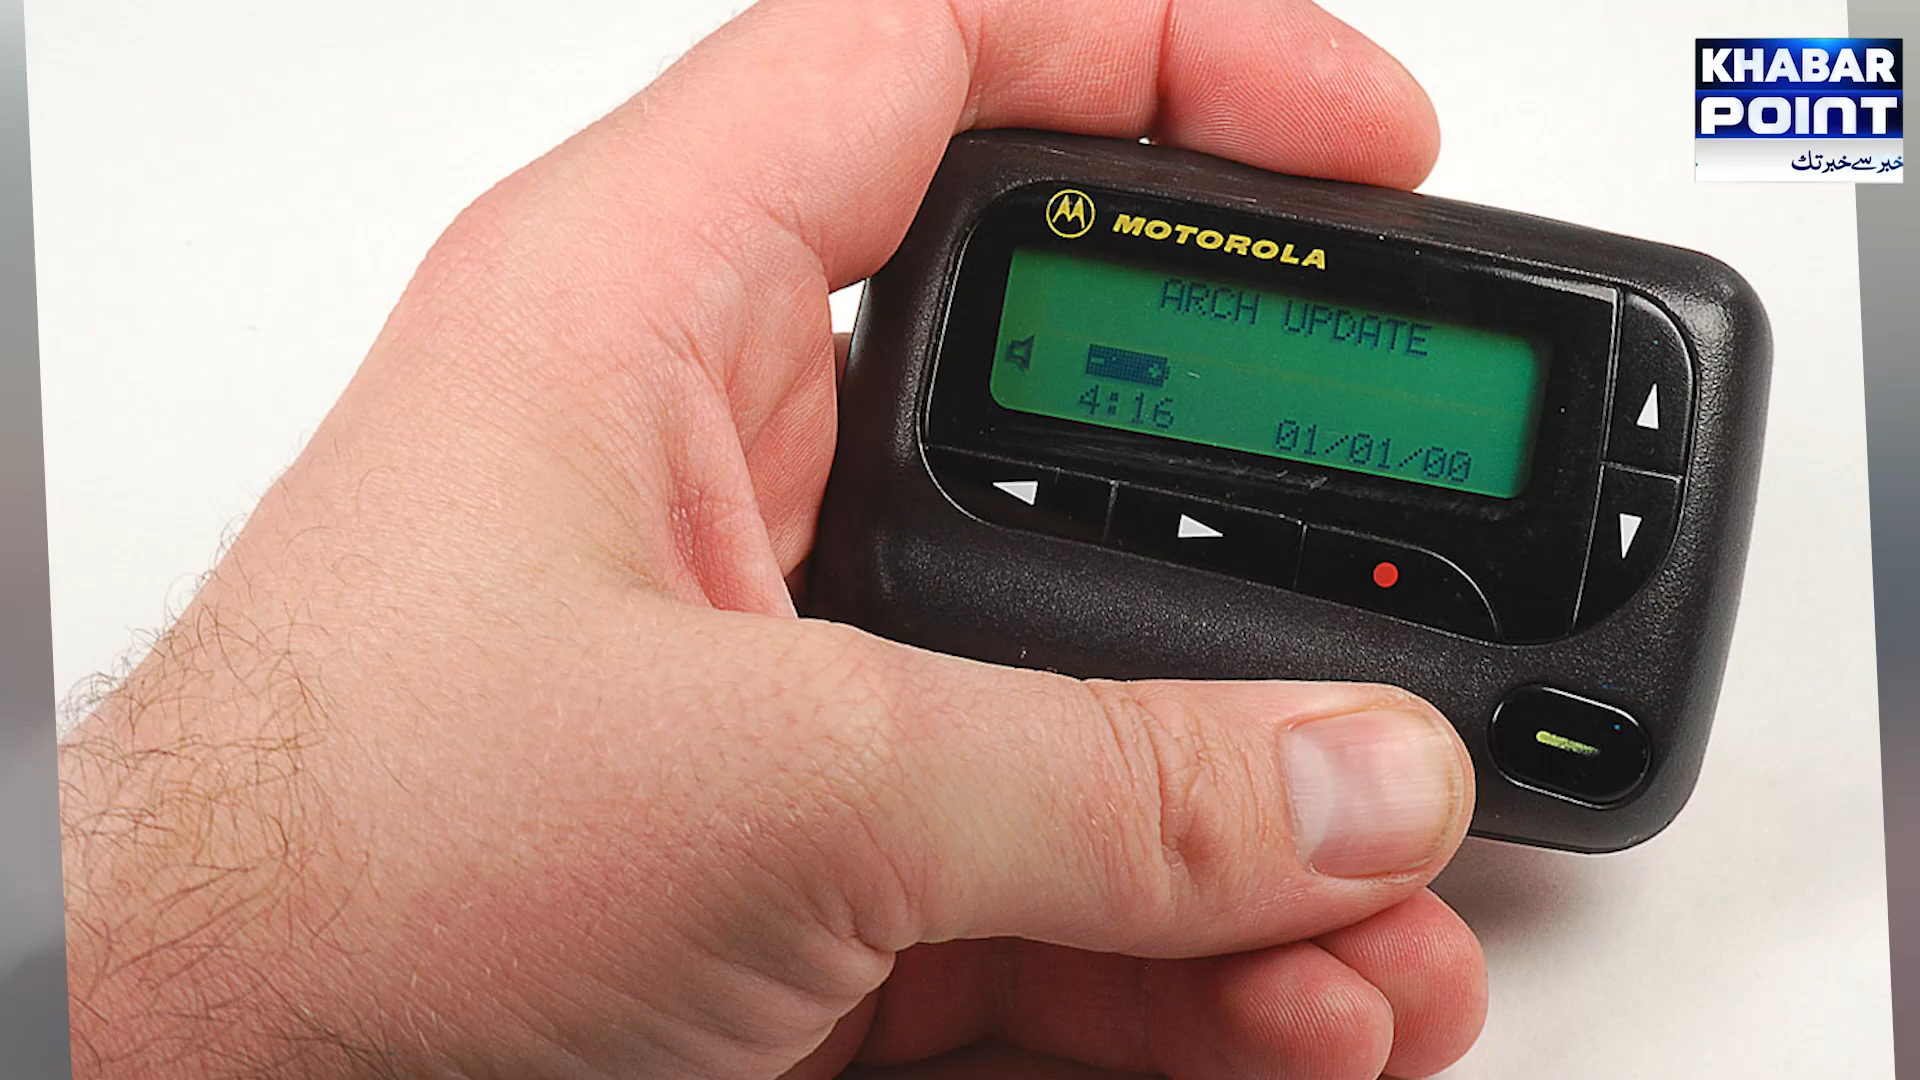 KHABAR
POINT
خبر سے خبر تک
MOTOROLA
ARCH UPDATE
4:16
01/01/00